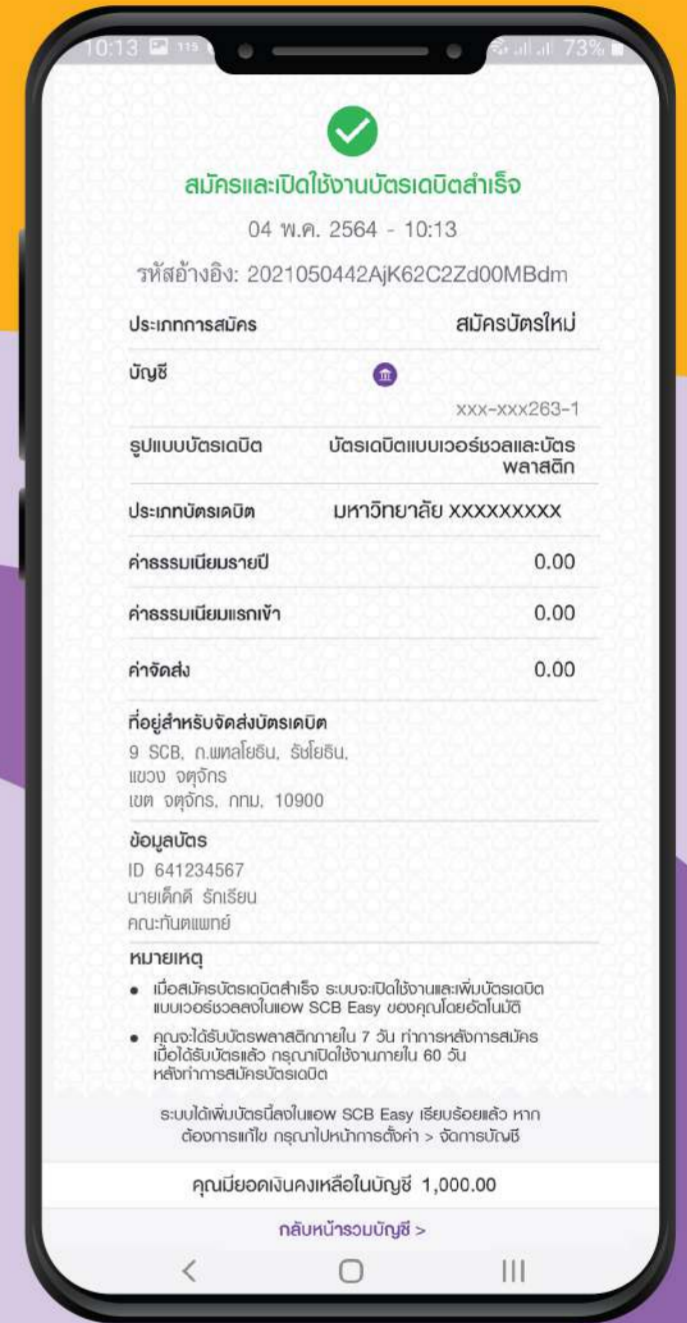 10:13
73%
สมัครและเปิดใช้งานบัตรเดบิตสำเร็จ
04 พ.ค. 2564 - 10:13
รหัสอ้างอิง: 2021050442AjK62C2Zd00MBdm
ประเภทการสมัคร สมัครบัตรใหม่
บัญชี
xxx-xxx263-1
รูปแบบบัตรเดบิต บัตรเดบิตแบบเวอร์ชวลและบัตร
พลาสติก
ประเภทบัตรเดบิต มหาวิทยาลัย XXXXXXXXX
ค่าธรรมเนียมรายปี 0.00
ค่าธรรมเนียมแรกเข้า 0.00
ค่าจัดส่ง 0.00
ที่อยู่สำหรับจัดส่งบัตรเดบิต
9 SCB, ถ.พหลโยธิน, รัชโยธิน,
แขวง จตุจักร
เขต จตุจักร, กทม, 10900
ข้อมูลบัตร
ID 641234567
นายเด็กดี รักเรียน
คณะทันตแพทย์
หมายเหตุ
• เมื่อสมัครบัตรเดบิตสำเร็จ ระบบจะเปิดใช้งานและเพิ่มบัตรเดบิต
แบบเวอร์ชวลลงในแอพ SCB Easy ของคุณโดยอัตโนมัติ
• คุณจะได้รับบัตรพลาสติกภายใน 7 วัน ทำการหลังการสมัคร
เมื่อได้รับบัตรแล้ว กรุณาเปิดใช้งานภายใน 60 วัน
หลังทำการสมัครบัตรเดบิต
ระบบได้เพิ่มบัตรนี้ลงในแอพ SCB Easy เรียบร้อยแล้ว หาก
ต้องการแก้ไข กรุณาไปหน้าการตั้งค่า > จัดการบัญชี
คุณมียอดเงินคงเหลือในบัญชี 1,000.00
กลับหน้ารวมบัญชี >